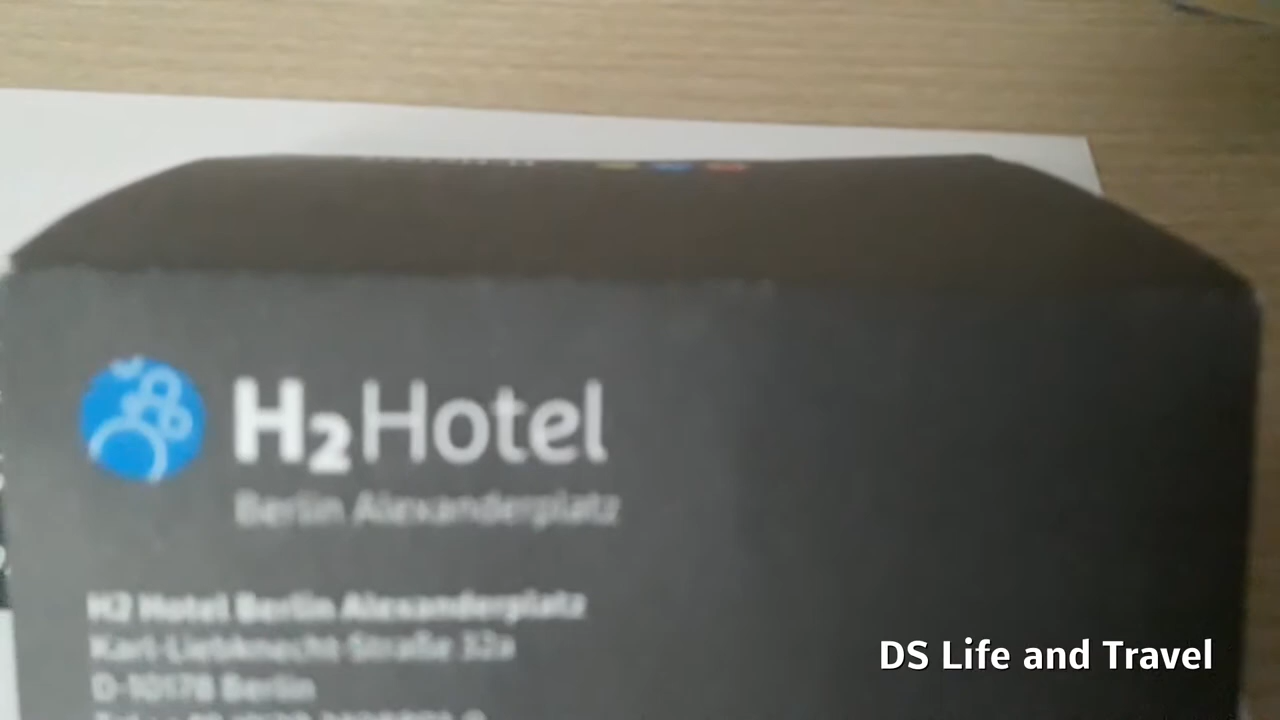 H2Hotel
Berlin Alexanderplatz
H2 Hotel Berlin Alexanderplatz
Karl-Liebknecht-Straße 32a
D-10178 Berlin
DS Life and Travel